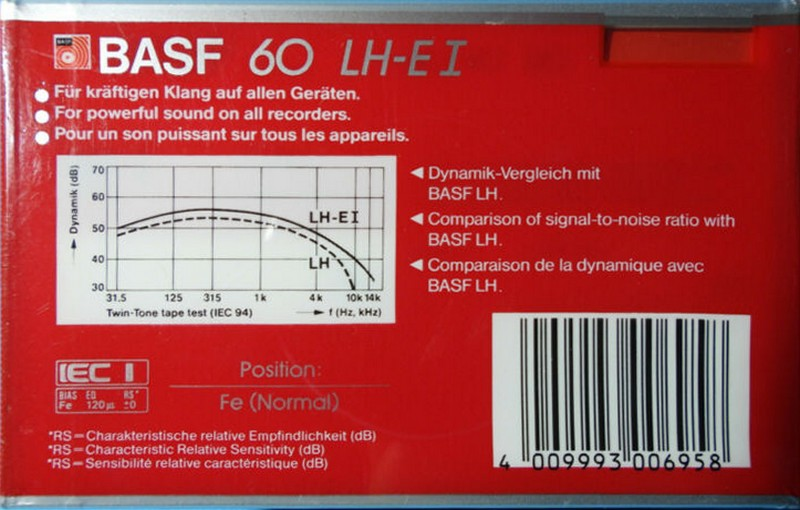 BASF
BASF 60 LH-E I
Für kräftigen Klang auf allen Geräten.
For powerful sound on all recorders.
Pour un son puissant sur tous les appareils.
Dynamik (dB)
70
60
50
40
30
LH-E I
LH
31.5 125 315 1k 4k 10k 14k
Twin-Tone tape test (IEC 94) f (Hz, kHz)
Dynamik-Vergleich mit
BASF LH.
Comparison of signal-to-noise ratio with
BASF LH.
Comparaison de la dynamique avec
BASF LH.
IEC I
BIAS EQ RS*
Fe 120µs ±0
Position:
Fe (Normal)
*RS = Charakteristische relative Empfindlichkeit (dB)
*RS = Characteristic Relative Sensitivity (dB)
*RS = Sensibilité relative caractéristique (dB)
4 009993 006958